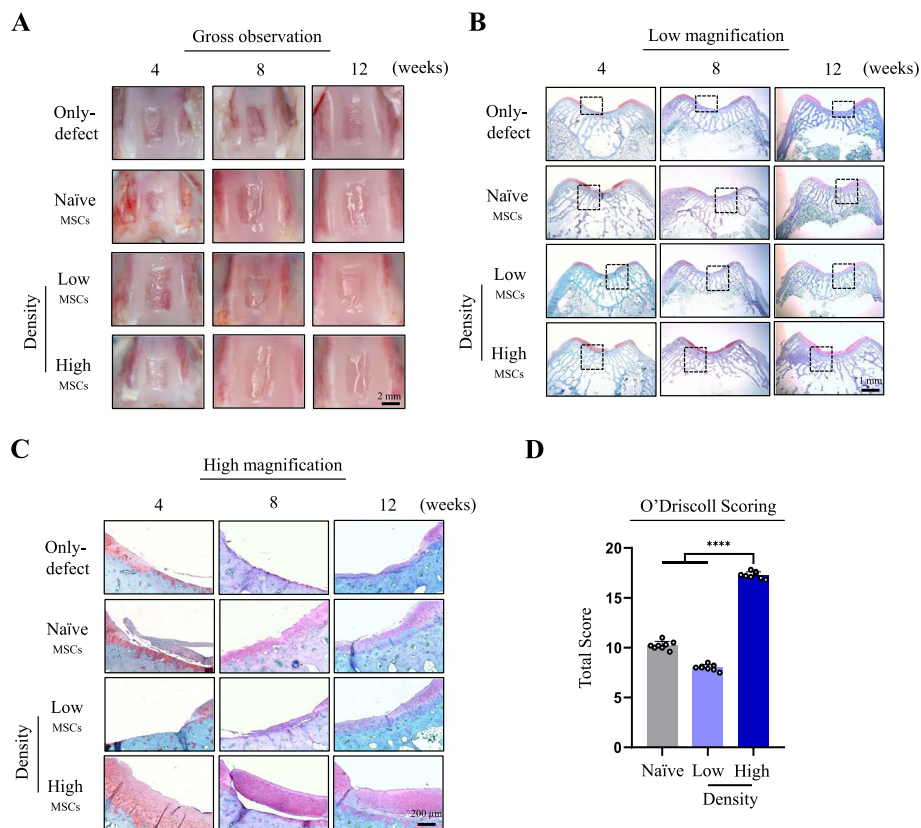 A
Gross observation
4 8 12 (weeks)
Only-
defect
Naïve
MSCs
Low
MSCs
High
MSCs
Density
2 mm
B
Low magnification
4 8 12 (weeks)
Only-
defect
Naïve
MSCs
Low
MSCs
High
MSCs
Density
1 mm
C
High magnification
4 8 12 (weeks)
Only-
defect
Naïve
MSCs
Low
MSCs
High
MSCs
Density
200 μm
D
O'Driscoll Scoring
****
20
15
10
5
0
Total Score
Naïve Low High
Density